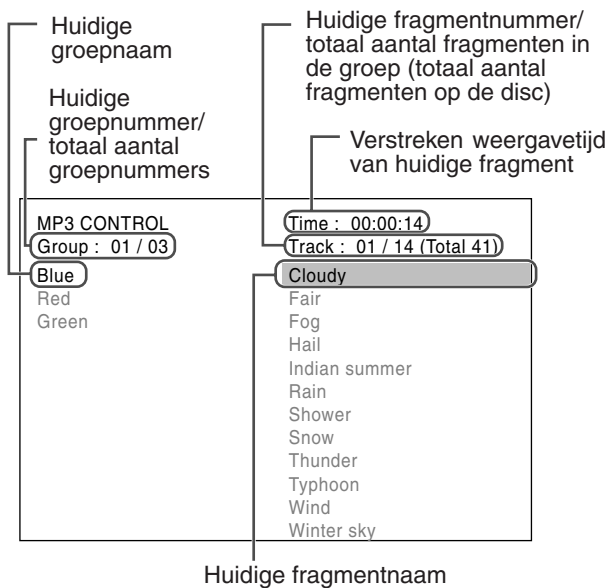 Huidige
groepnaam
Huidige fragmentnummer/
totaal aantal fragmenten in
de groep (totaal aantal
fragmenten op de disc)
Huidige
groepnummer/
totaal aantal
groepnummers
Verstreken weergavetijd
van huidige fragment
MP3 CONTROL
Group : 01 / 03
Blue
Red
Green
Time : 00:00:14
Track : 01 / 14 (Total 41)
Cloudy
Fair
Fog
Hail
Indian summer
Rain
Shower
Snow
Thunder
Typhoon
Wind
Winter sky
Huidige fragmentnaam